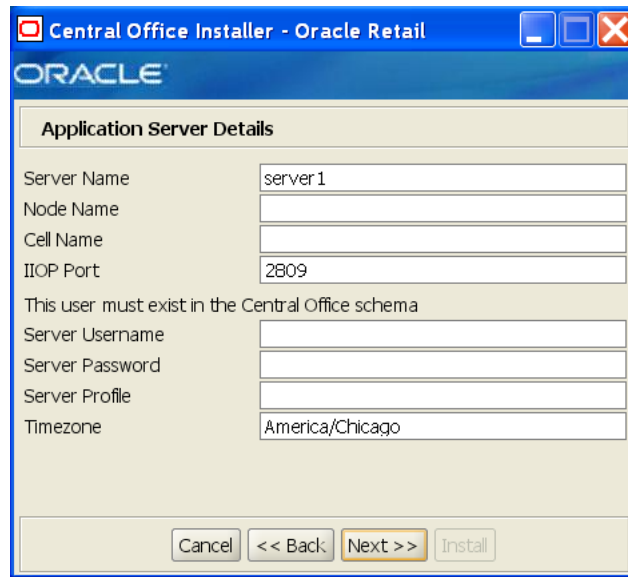 Central Office Installer - Oracle Retail
ORACLE
Application Server Details
Server Name server1
Node Name
Cell Name
IIOP Port 2809
This user must exist in the Central Office schema
Server Username
Server Password
Server Profile
Timezone America/Chicago
Cancel << Back Next >> Install